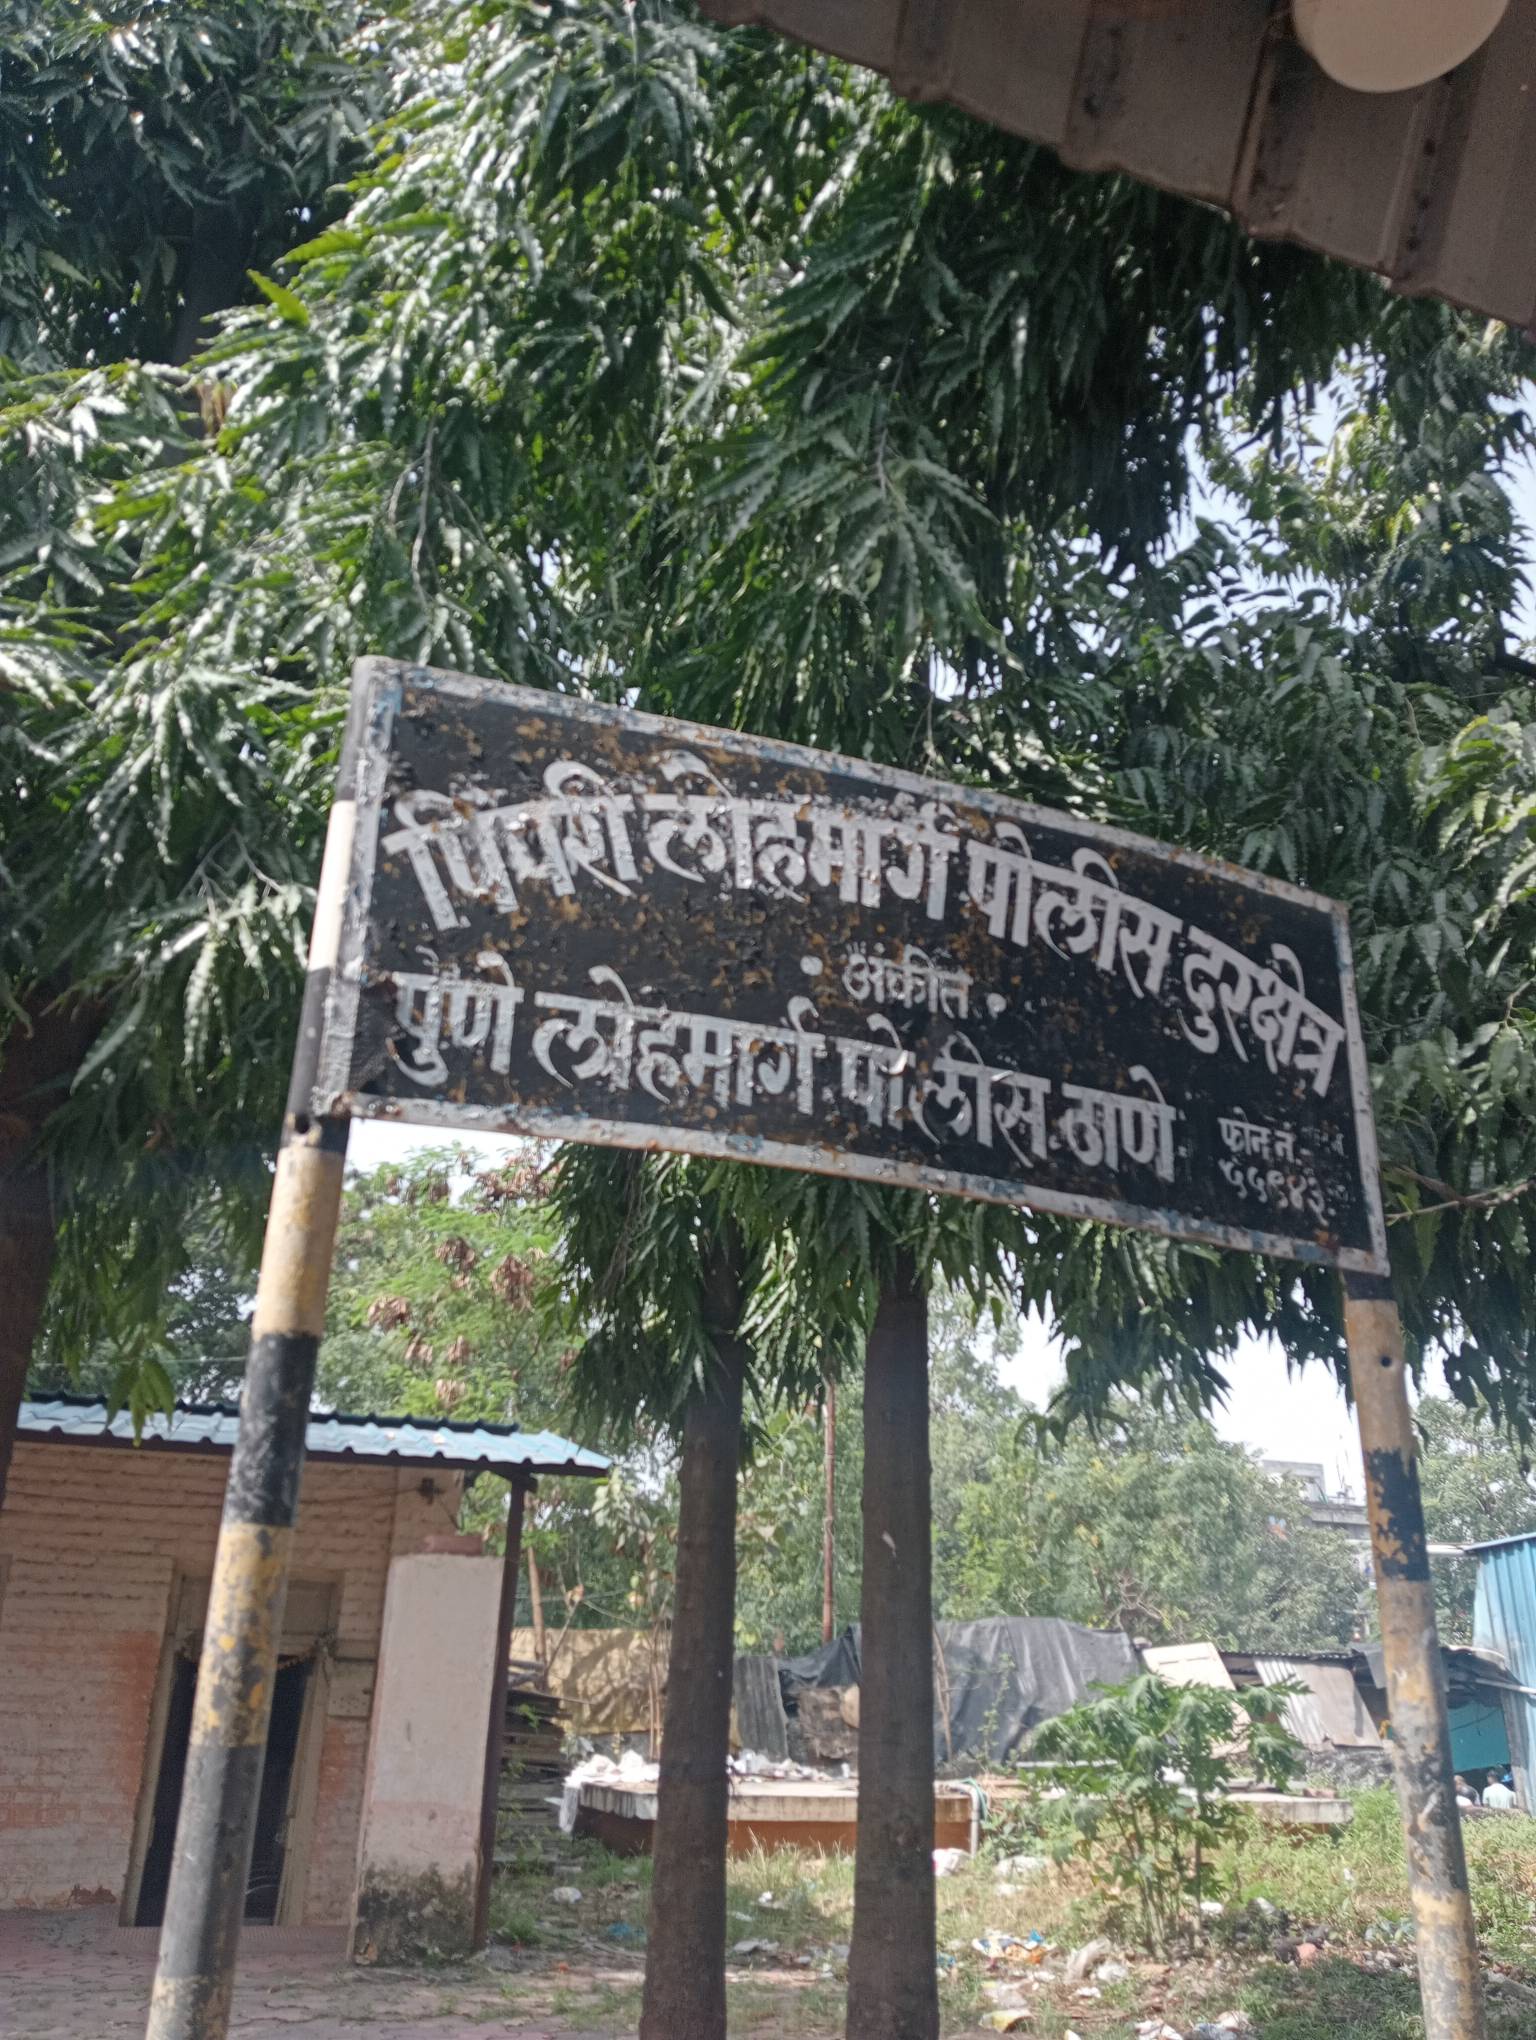 पिंपरी लोहमार्ग पोलीस दुरक्षेत्र
अंकीत
पुणे लोहमार्ग पोलीस ठाणे
फोन नं.